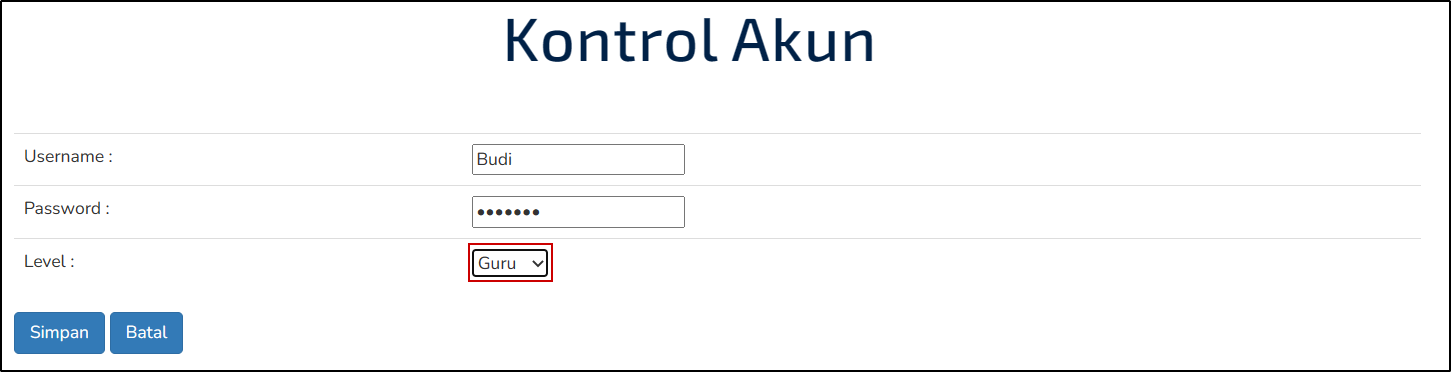 Kontrol Akun
Username : Budi
Password : •••••••
Level : Guru
Simpan Batal